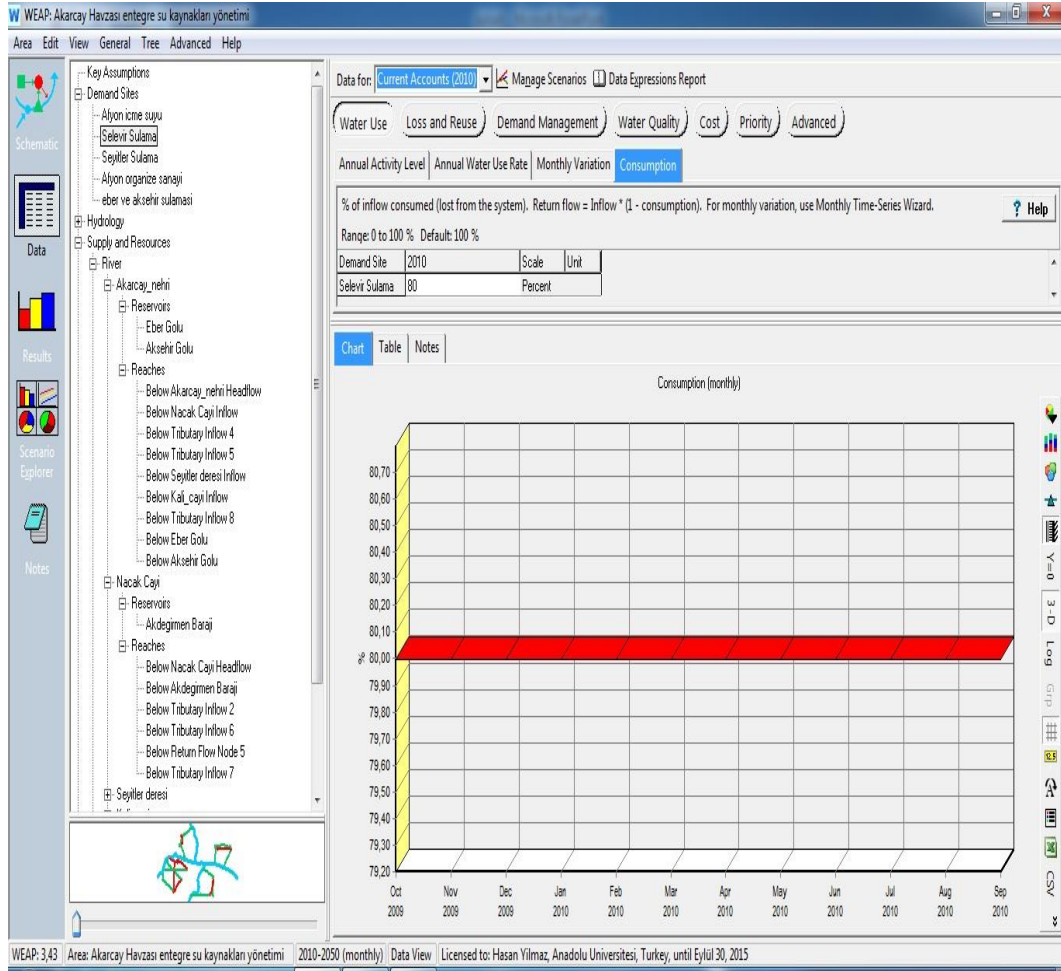 WEAP: Akarcay Havzası entegre su kaynakları yönetimi
Area Edit View General Tree Advanced Help
Schematic
Data
Results
Scenario
Explorer
Notes
Key Assumptions
Demand Sites
Afyon icme suyu
Selevir Sulama
Seyitler Sulama
Afyon organize sanayi
eber ve aksehir sulamasi
Hydrology
Supply and Resources
River
Akarcay_nehri
Reservoirs
Eber Golu
Aksehir Golu
Reaches
Below Akarcay_nehri Headflow
Below Nacak Cayi Inflow
Below Tributary Inflow 4
Below Tributary Inflow 5
Below Seyitler deresi Inflow
Below Kali_cayi Inflow
Below Tributary Inflow 8
Below Eber Golu
Below Aksehir Golu
Nacak Cayi
Reservoirs
Akdegirmen Baraji
Reaches
Below Nacak Cayi Headflow
Below Akdegirmen Baraji
Below Tributary Inflow 2
Below Tributary Inflow 6
Below Return Flow Node 5
Below Tributary Inflow 7
Seyitler deresi
Data for: Current Accounts (2010) Manage Scenarios Data Expressions Report
Water Use Loss and Reuse Demand Management Water Quality Cost Priority Advanced
Annual Activity Level Annual Water Use Rate Monthly Variation Consumption
% of inflow consumed (lost from the system). Return flow = Inflow * (1 - consumption). For monthly variation, use Monthly Time-Series Wizard.
? Help
Range: 0 to 100 % Default: 100 %
Demand Site 2010 Scale Unit
Selevir Sulama 80 Percent
Chart Table Notes
Consumption (monthly)
%
80,70
80,60
80,50
80,40
80,30
80,20
80,10
80,00
79,90
79,80
79,70
79,60
79,50
79,40
79,30
79,20
Oct Nov Dec Jan Feb Mar Apr May Jun Jul Aug Sep
2009 2009 2009 2010 2010 2010 2010 2010 2010 2010 2010 2010
Y=0
3-D
Log
Grp
12.5
CSV
WEAP: 3,43 Area: Akarcay Havzası entegre su kaynakları yönetimi 2010-2050 (monthly) Data View Licensed to: Hasan Yilmaz, Anadolu Universitesi, Turkey, until Eylül 30, 2015